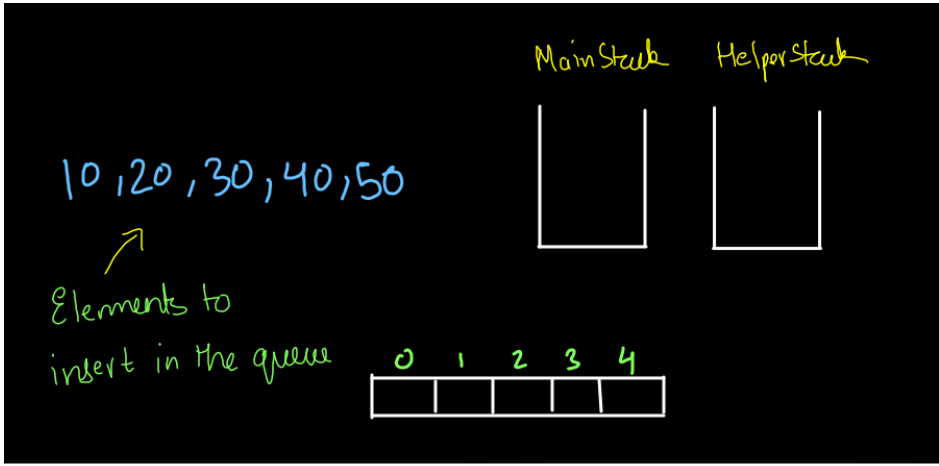 MainStack HelperStack
10,20,30,40,50
Elements to
insert in the queue
0 1 2 3 4